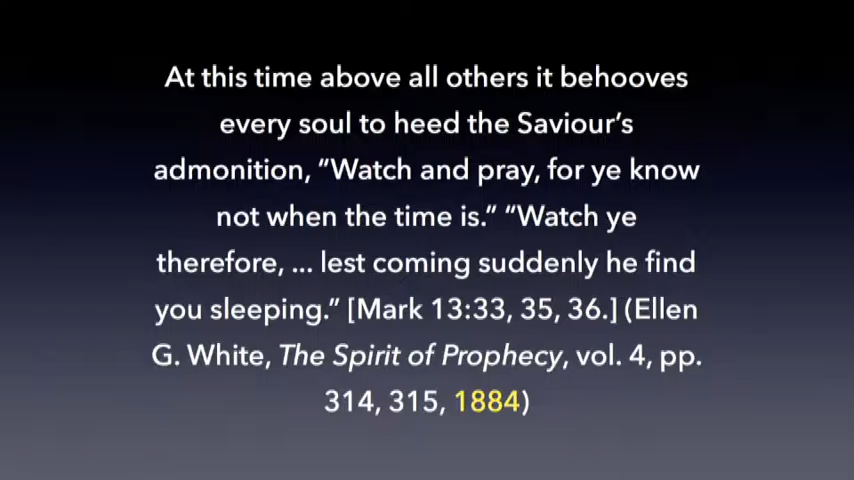 At this time above all others it behooves
every soul to heed the Saviour’s
admonition, “Watch and pray, for ye know
not when the time is.” “Watch ye
therefore, ... lest coming suddenly he find
you sleeping.” [Mark 13:33, 35, 36.] (Ellen
G. White, The Spirit of Prophecy, vol. 4, pp.
314, 315, 1884)